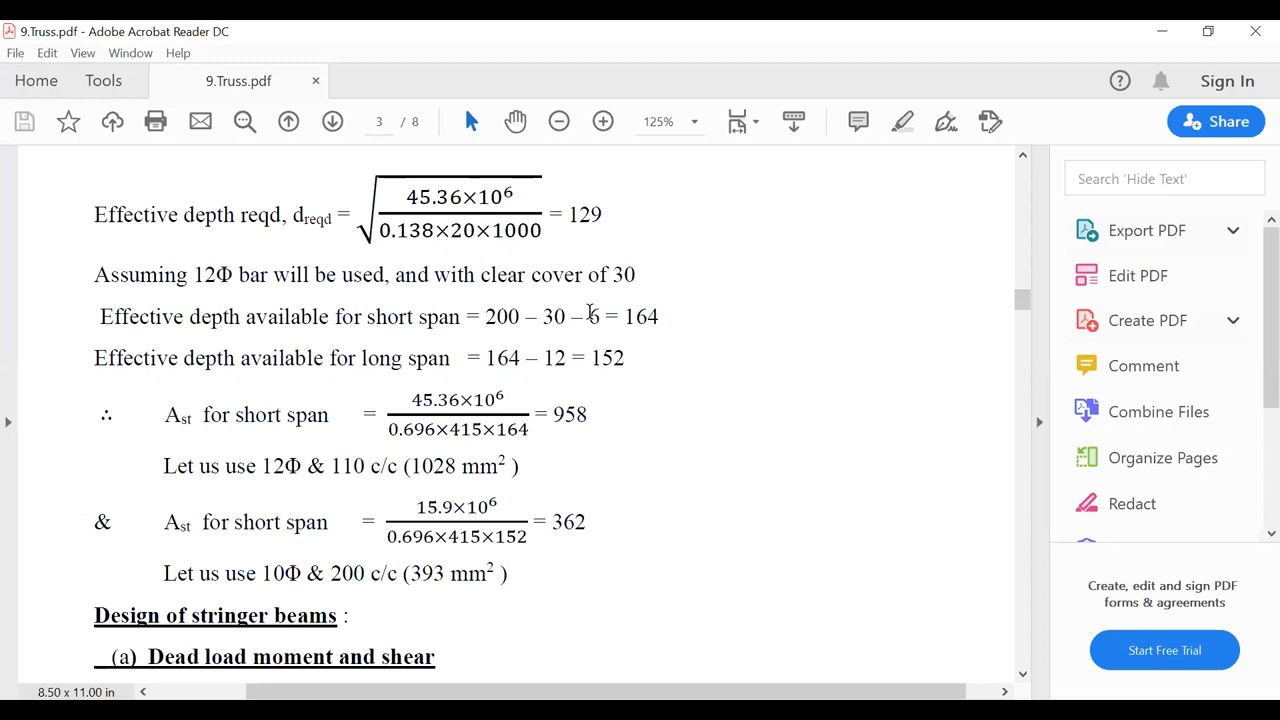 9.Truss.pdf - Adobe Acrobat Reader DC
File Edit View Window Help
Home Tools 9.Truss.pdf × Sign In
3 / 8 125% Share
Effective depth reqd, dreqd = √(45.36×10⁶ / 0.138×20×1000) = 129
Assuming 12Φ bar will be used, and with clear cover of 30
Effective depth available for short span = 200 – 30 – 6 = 164
Effective depth available for long span = 164 – 12 = 152
∴ Ast for short span = 45.36×10⁶ / 0.696×415×164 = 958
Let us use 12Φ & 110 c/c (1028 mm² )
& Ast for short span = 15.9×10⁶ / 0.696×415×152 = 362
Let us use 10Φ & 200 c/c (393 mm² )
Design of stringer beams :
(a) Dead load moment and shear
8.50 x 11.00 in
Search 'Hide Text'
Export PDF
Edit PDF
Create PDF
Comment
Combine Files
Organize Pages
Redact
Create, edit and sign PDF
forms & agreements
Start Free Trial